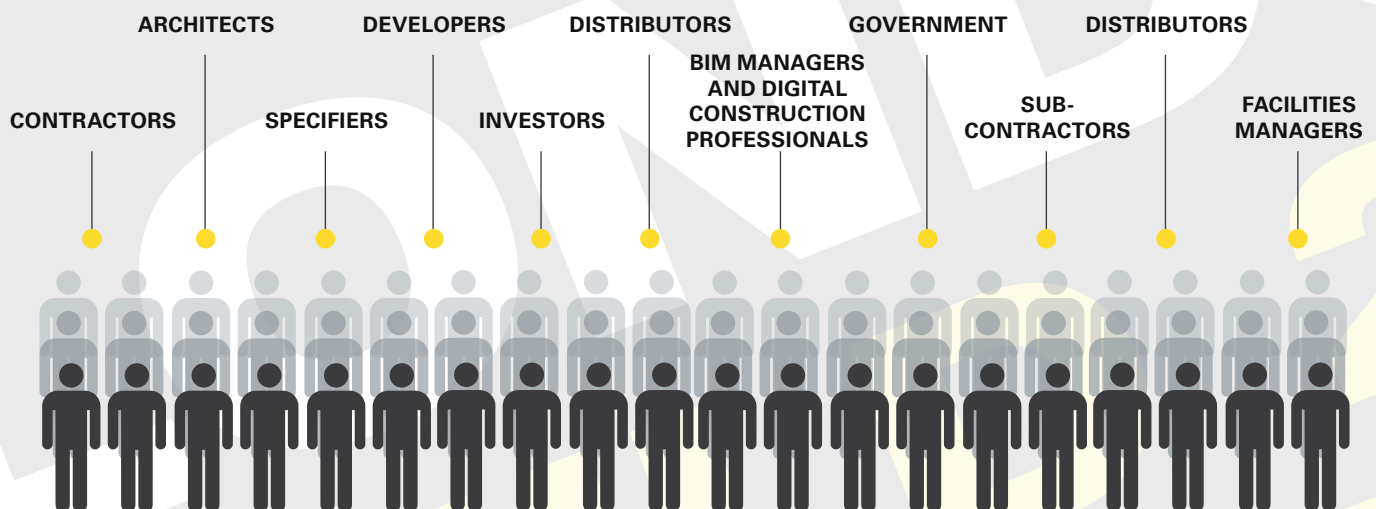 ARCHITECTS
DEVELOPERS
DISTRIBUTORS
GOVERNMENT
DISTRIBUTORS
CONTRACTORS
SPECIFIERS
INVESTORS
BIM MANAGERS
AND DIGITAL
CONSTRUCTION
PROFESSIONALS
SUB-
CONTRACTORS
FACILITIES
MANAGERS